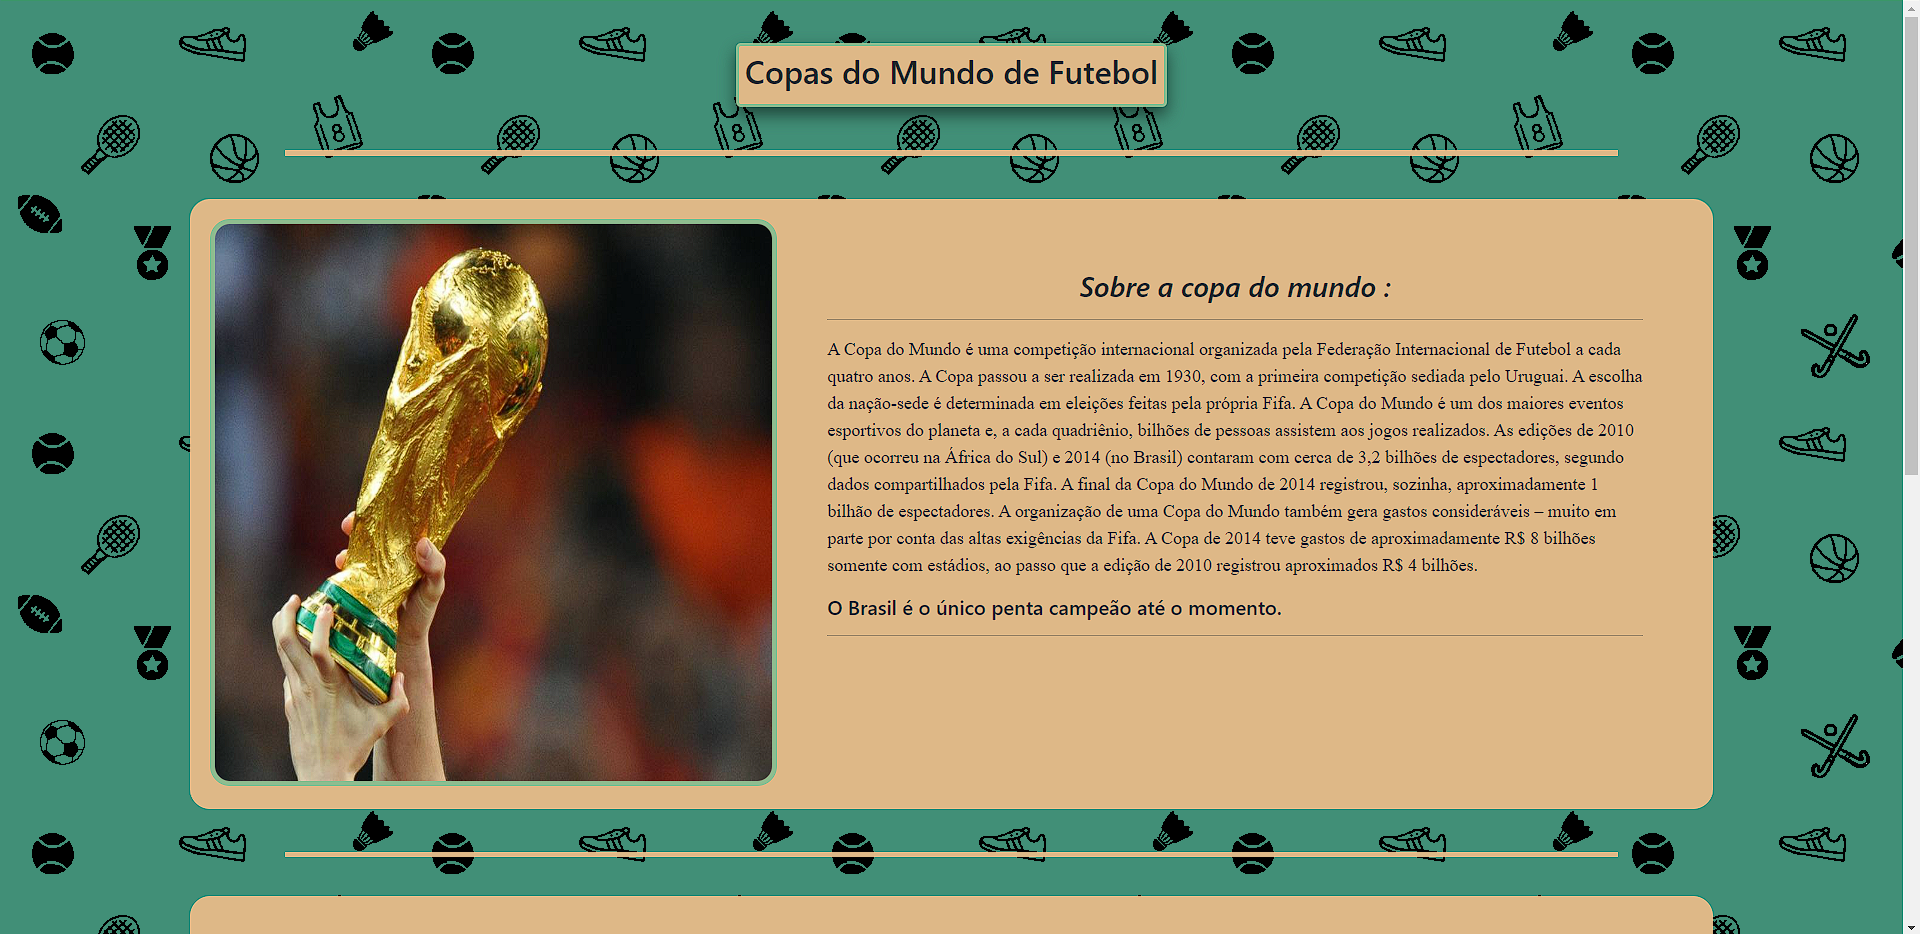 Copas do Mundo de Futebol
8
8
8
8
Sobre a copa do mundo :
A Copa do Mundo é uma competição internacional organizada pela Federação Internacional de Futebol a cada
quatro anos. A Copa passou a ser realizada em 1930, com a primeira competição sediada pelo Uruguai. A escolha
da nação-sede é determinada em eleições feitas pela própria Fifa. A Copa do Mundo é um dos maiores eventos
esportivos do planeta e, a cada quadriênio, bilhões de pessoas assistem aos jogos realizados. As edições de 2010
(que ocorreu na África do Sul) e 2014 (no Brasil) contaram com cerca de 3,2 bilhões de espectadores, segundo
dados compartilhados pela Fifa. A final da Copa do Mundo de 2014 registrou, sozinha, aproximadamente 1
bilhão de espectadores. A organização de uma Copa do Mundo também gera gastos consideráveis – muito em
parte por conta das altas exigências da Fifa. A Copa de 2014 teve gastos de aproximadamente R$ 8 bilhões
somente com estádios, ao passo que a edição de 2010 registrou aproximados R$ 4 bilhões.
O Brasil é o único penta campeão até o momento.